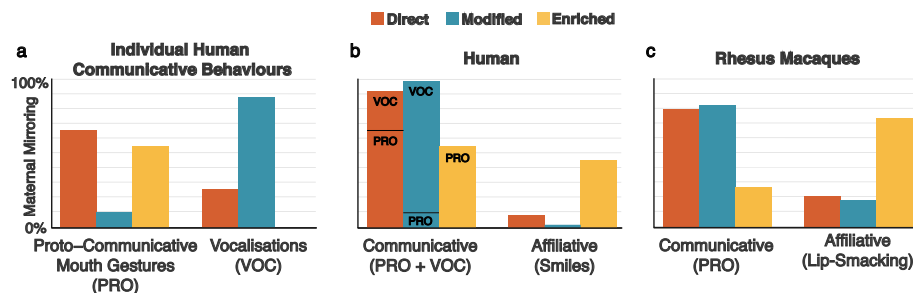 Direct Modified Enriched
a Individual Human
Communicative Behaviours
100%
Maternal Mirroring
0%
Proto–Communicative
Mouth Gestures
(PRO)
Vocalisations
(VOC)
b Human
VOC
PRO
VOC
PRO
PRO
Communicative
(PRO + VOC)
Affiliative
(Smiles)
c Rhesus Macaques
Communicative
(PRO)
Affiliative
(Lip-Smacking)